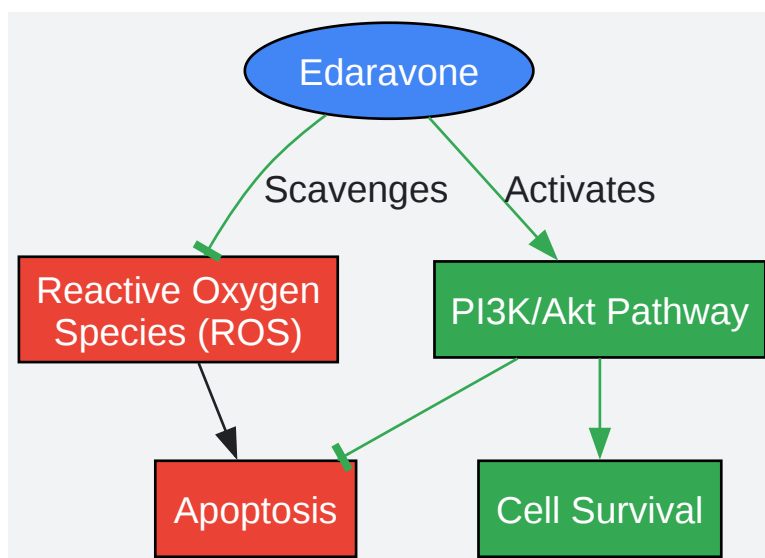 Edaravone
Scavenges
Activates
Reactive Oxygen
Species (ROS)
PI3K/Akt Pathway
Apoptosis
Cell Survival